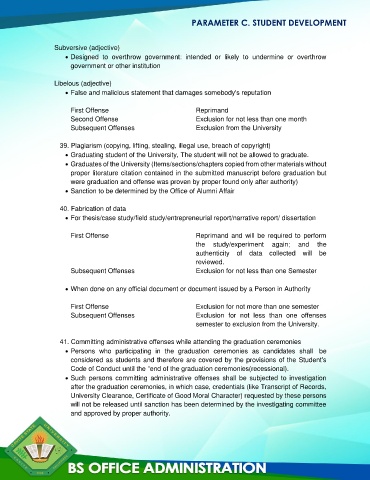 PARAMETER C. STUDENT DEVELOPMENT
Subversive (adjective)
• Designed to overthrow government: intended or likely to undermine or overthrow
government or other institution
Libelous (adjective)
• False and malicious statement that damages somebody's reputation
First Offense Reprimand
Second Offense Exclusion for not less than one month
Subsequent Offenses Exclusion from the University
39. Plagiarism (copying, lifting, stealing, illegal use, breach of copyright)
• Graduating student of the University, The student will not be allowed to graduate.
• Graduates of the University (Items/sections/chapters copied from other materials without
proper literature citation contained in the submitted manuscript before graduation but
were graduation and offense was proven by proper found only after authority)
• Sanction to be determined by the Office of Alumni Affair
40. Fabrication of data
• For thesis/case study/field study/entrepreneurial report/narrative report/ dissertation
First Offense Reprimand and will be required to perform
the study/experiment again; and the
authenticity of data collected will be
reviewed.
Subsequent Offenses Exclusion for not less than one Semester
• When done on any official document or document issued by a Person in Authority
First Offense Exclusion for not more than one semester
Subsequent Offenses Exclusion for not less than one offenses
semester to exclusion from the University.
41. Committing administrative offenses while attending the graduation ceremonies
• Persons who participating in the graduation ceremonies as candidates shall be
considered as students and therefore are covered by the provisions of the Student's
Code of Conduct until the "end of the graduation ceremonies(recessional).
• Such persons committing administrative offenses shall be subjected to investigation
after the graduation ceremonies, in which case, credentials (like Transcript of Records,
University Clearance, Certificate of Good Moral Character) requested by these persons
will not be released until sanction has been determined by the investigating committee
and approved by proper authority.
BS OFFICE ADMINISTRATION